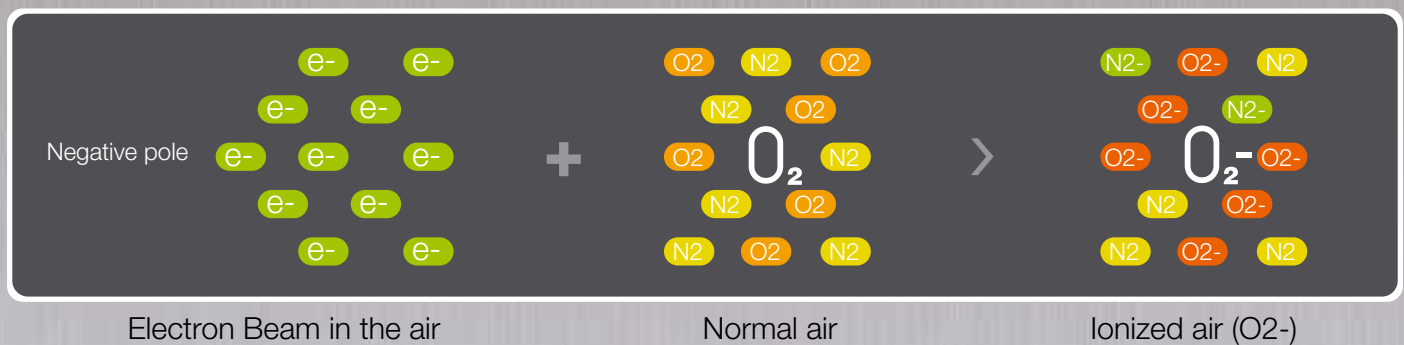 e- e- O2 N2 O2 N2- O2- N2
e- e- N2 O2 O2- N2-
Negative pole e- e- e- + O2 O2 N2 > O2- O2- O2-
e- e- N2 O2 N2 O2-
e- e- N2 O2 N2 N2 O2- N2
Electron Beam in the air Normal air Ionized air (O2-)